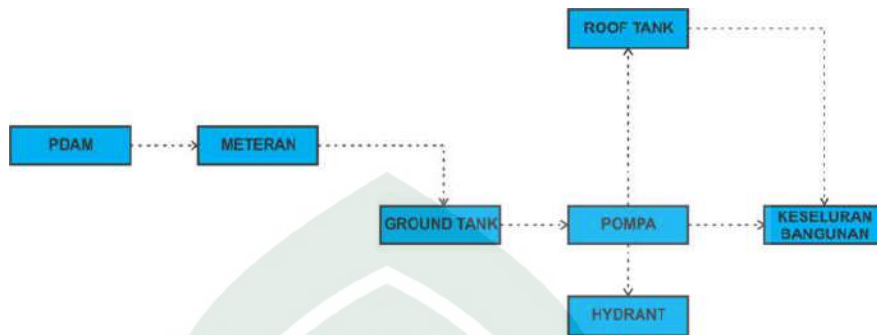 ROOF TANK
PDAM
METERAN
GROUND TANK
POMPA
KESELURAN
BANGUNAN
HYDRANT